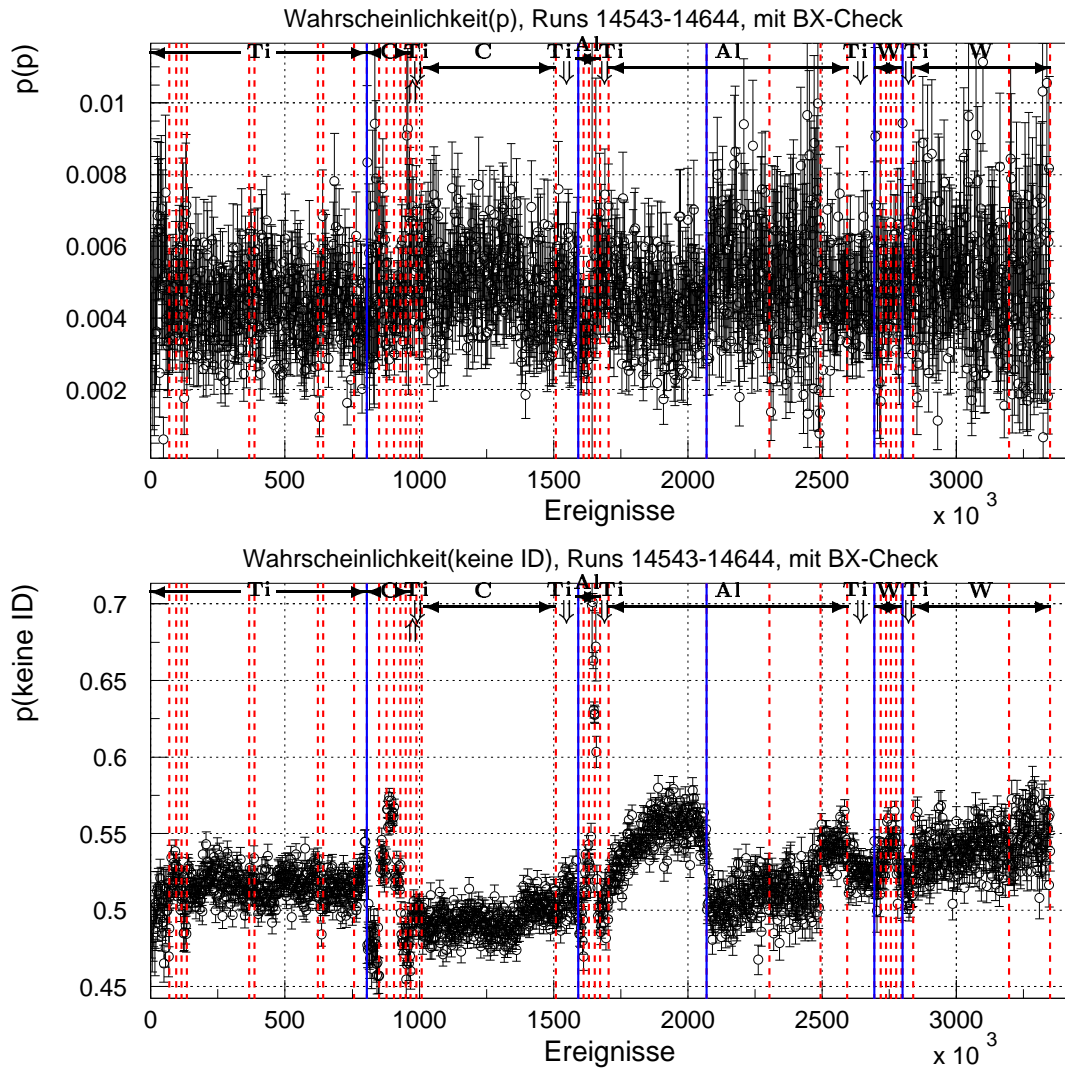 Wahrscheinlichkeit(p), Runs 14543-14644, mit BX-Check
p(p)
Ti C Ti C Ti Al Ti Al Ti W Ti W
0.01
0.008
0.006
0.004
0.002
0 500 1000 1500 2000 2500 3000
Ereignisse
x 10 3
Wahrscheinlichkeit(keine ID), Runs 14543-14644, mit BX-Check
p(keine ID)
Ti C Ti C Ti Al Ti Al Ti W Ti W
0.7
0.65
0.6
0.55
0.5
0.45
0 500 1000 1500 2000 2500 3000
Ereignisse
x 10 3